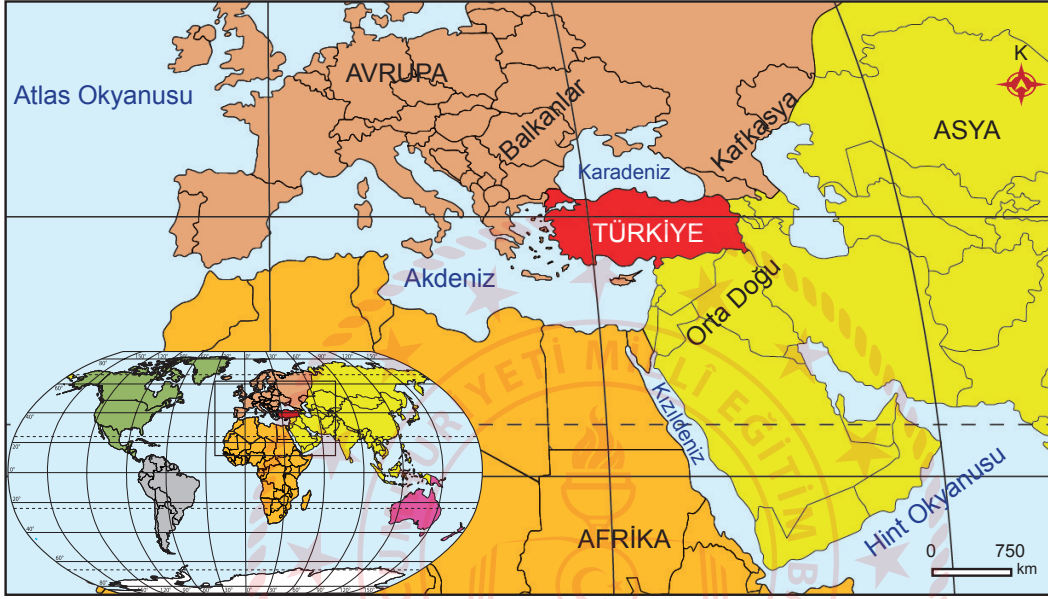 K
AVRUPA
Atlas Okyanusu
Balkanlar
Kafkasya
ASYA
Karadeniz
TÜRKİYE
Akdeniz
Orta Doğu
Kızıldeniz
Hint Okyanusu
AFRİKA
0 750
km